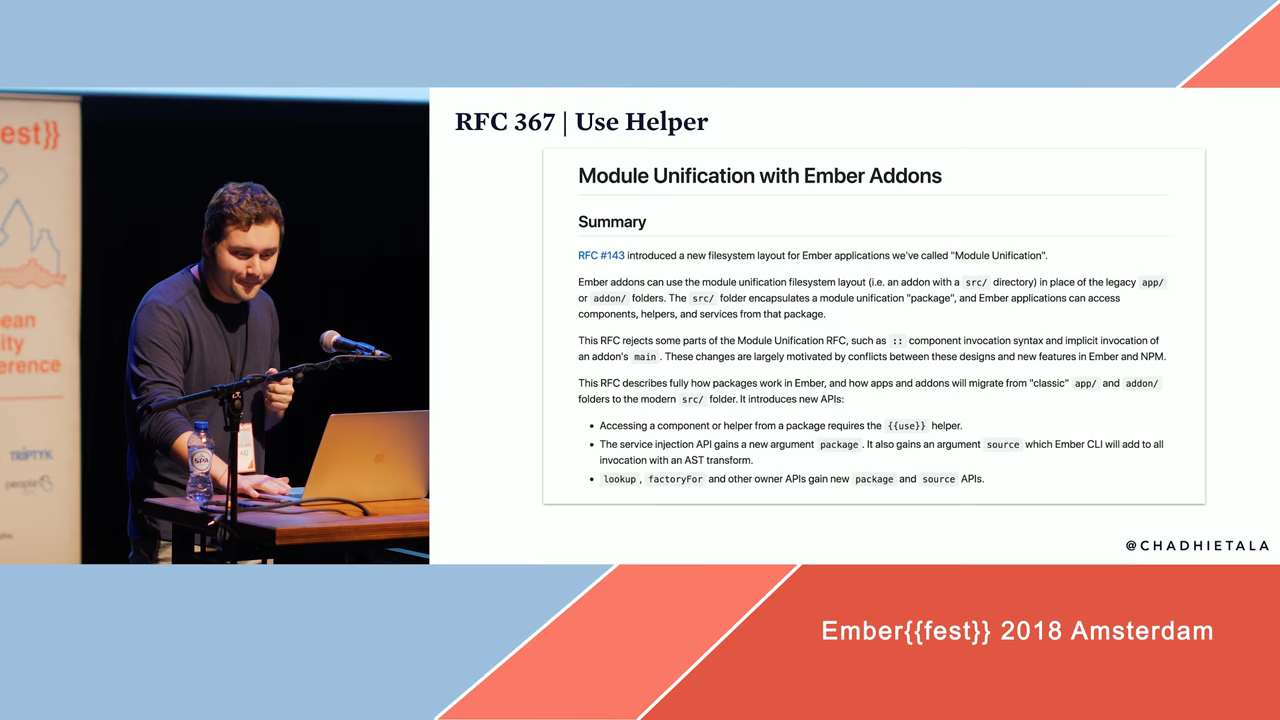 RFC 367 | Use Helper
Module Unification with Ember Addons
Summary
RFC #143 introduced a new filesystem layout for Ember applications we've called "Module Unification".
Ember addons can use the module unification filesystem layout (i.e. an addon with a src/ directory) in place of the legacy app/
or addon/ folders. The src/ folder encapsulates a module unification "package", and Ember applications can access
components, helpers, and services from that package.
This RFC rejects some parts of the Module Unification RFC, such as :: component invocation syntax and implicit invocation of
an addon's main . These changes are largely motivated by conflicts between these designs and new features in Ember and NPM.
This RFC describes fully how packages work in Ember, and how apps and addons will migrate from "classic" app/ and addon/
folders to the modern src/ folder. It introduces new APIs:
• Accessing a component or helper from a package requires the {{use}} helper.
• The service injection API gains a new argument package . It also gains an argument source which Ember CLI will add to all
invocation with an AST transform.
• lookup , factoryFor and other owner APIs gain new package and source APIs.
@CHADHIETALA
Ember{{fest}} 2018 Amsterdam
est}}
ean
ity
ference
TRIPTYK
SPA